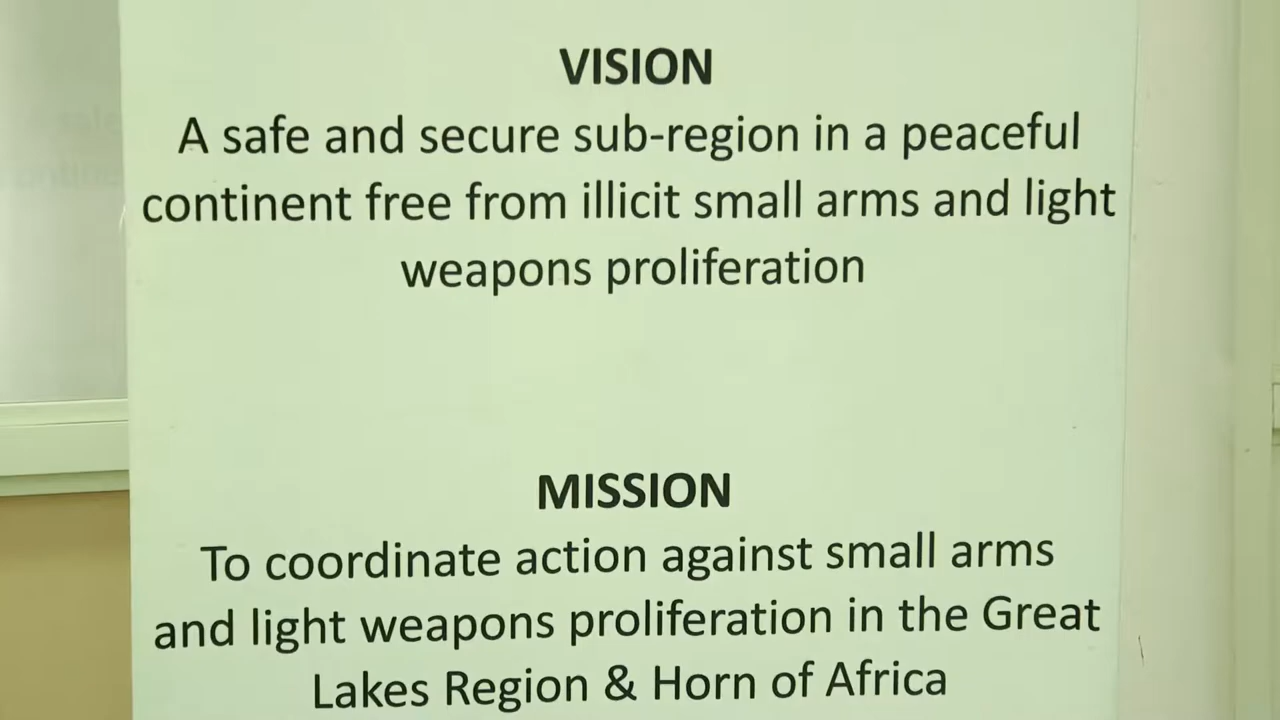 VISION
A safe and secure sub-region in a peaceful
continent free from illicit small arms and light
weapons proliferation
MISSION
To coordinate action against small arms
and light weapons proliferation in the Great
Lakes Region & Horn of Africa